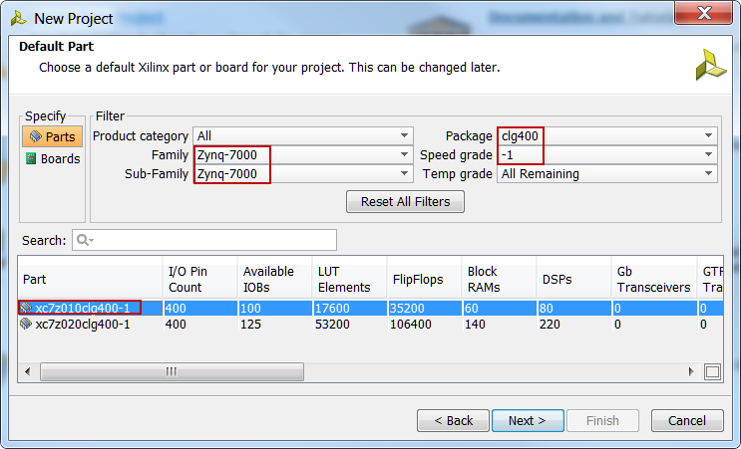 New Project
Default Part
Choose a default Xilinx part or board for your project. This can be changed later.
Specify
Parts
Boards
Filter
Product category All
Package clg400
Family Zynq-7000
Speed grade -1
Sub-Family Zynq-7000
Temp grade All Remaining
Reset All Filters
Search:
Part I/O Pin Count Available IOBs LUT Elements FlipFlops Block RAMs DSPs Gb Transceivers GTP Tra
xc7z010clg400-1 400 100 17600 35200 60 80 0 0
xc7z020clg400-1 400 125 53200 106400 140 220 0 0
< Back Next > Finish Cancel